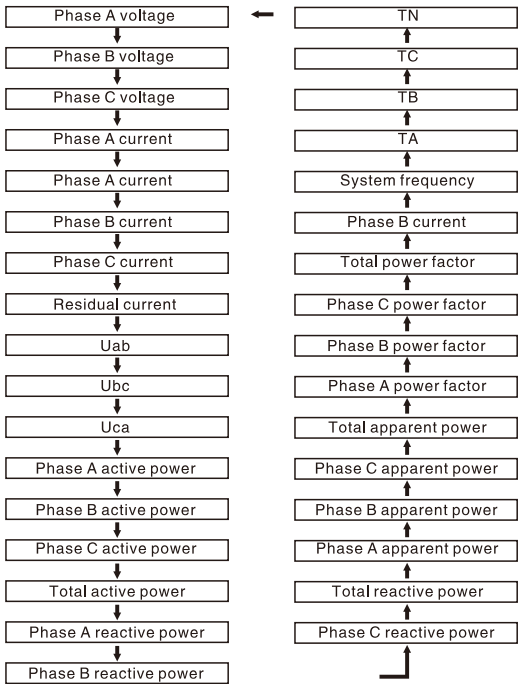 Phase A voltage
Phase B voltage
Phase C voltage
Phase A current
Phase A current
Phase B current
Phase C current
Residual current
Uab
Ubc
Uca
Phase A active power
Phase B active power
Phase C active power
Total active power
Phase A reactive power
Phase B reactive power
TN
TC
TB
TA
System frequency
Phase B current
Total power factor
Phase C power factor
Phase B power factor
Phase A power factor
Total apparent power
Phase C apparent power
Phase B apparent power
Phase A apparent power
Total reactive power
Phase C reactive power